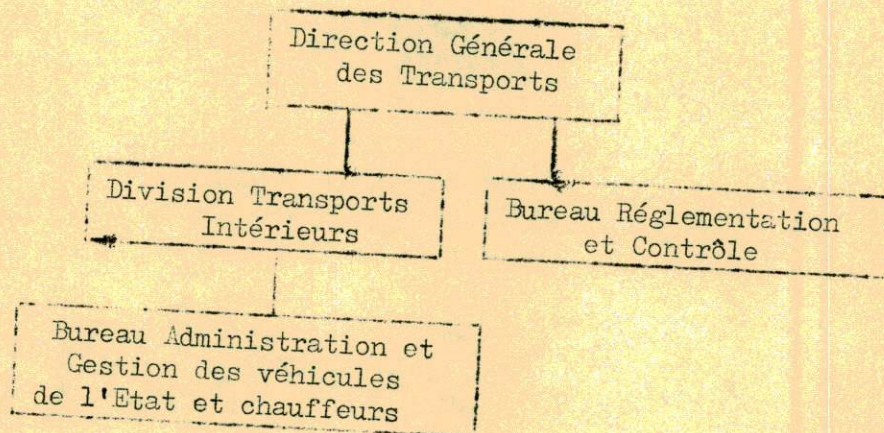 Direction Générale
des Transports
Division Transports
Intérieurs
Bureau Réglementation
et Contrôle
Bureau Administration et
Gestion des véhicules
de l'Etat et chauffeurs